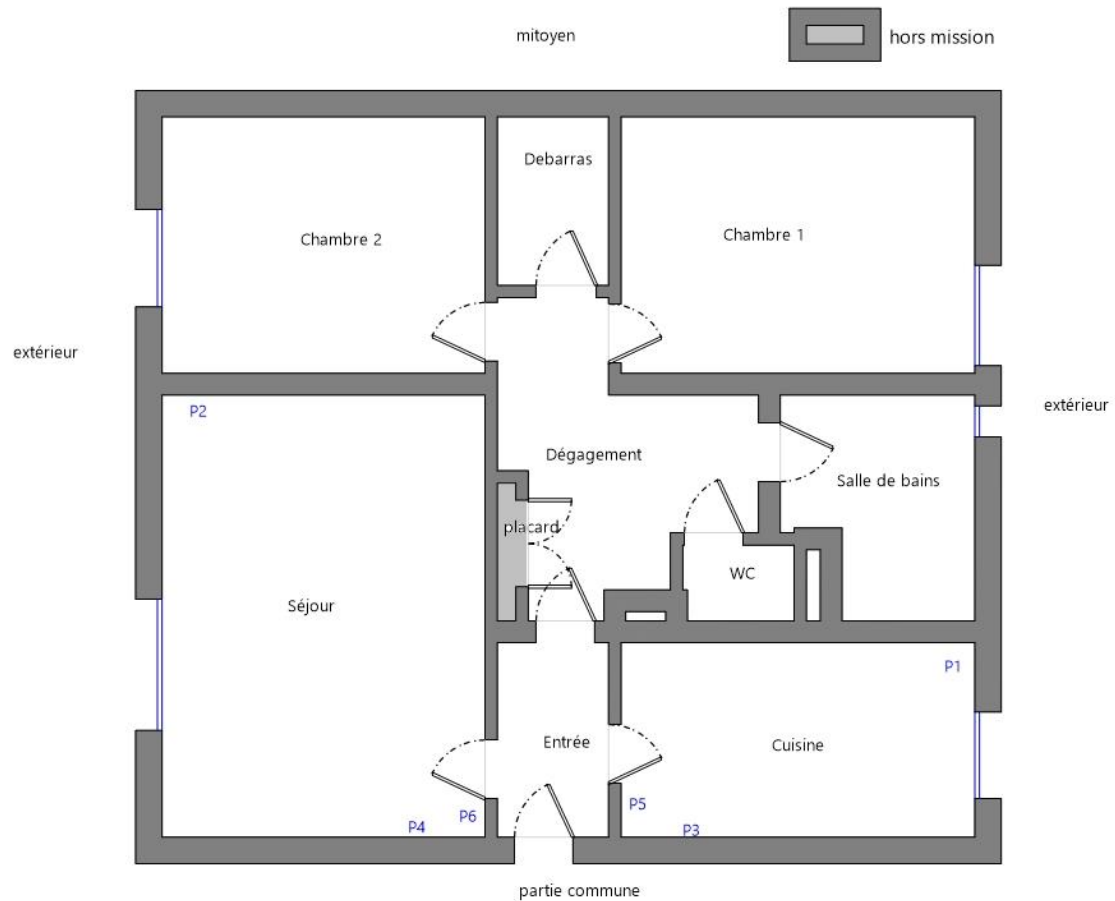 mitoyen
hors mission
Debarras
Chambre 2
Chambre 1
extérieur
extérieur
P2
Dégagement
Salle de bains
placard
WC
Séjour
P1
Entrée
Cuisine
P6
P5
P4
P3
partie commune